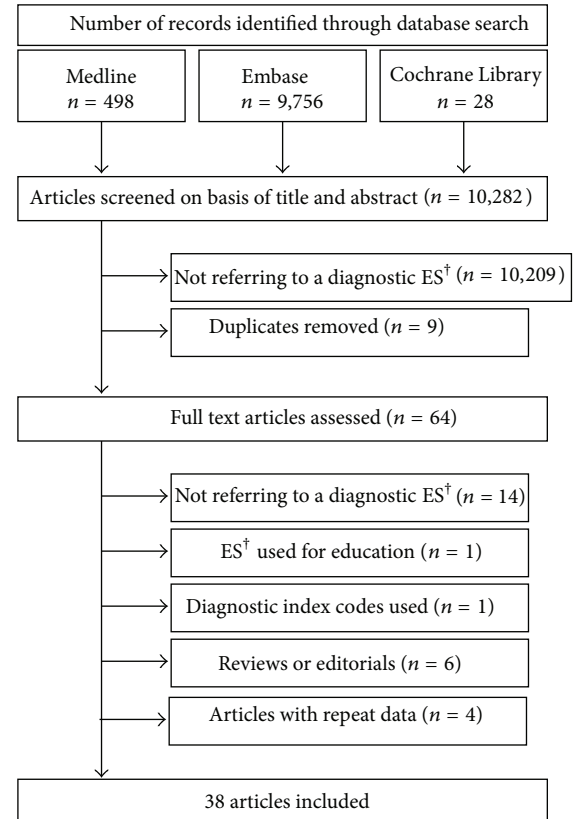 Number of records identified through database search
Medline
n = 498
Embase
n = 9,756
Cochrane Library
n = 28
Articles screened on basis of title and abstract (n = 10,282)
Not referring to a diagnostic ES† (n = 10,209)
Duplicates removed (n = 9)
Full text articles assessed (n = 64)
Not referring to a diagnostic ES† (n = 14)
ES† used for education (n = 1)
Diagnostic index codes used (n = 1)
Reviews or editorials (n = 6)
Articles with repeat data (n = 4)
38 articles included